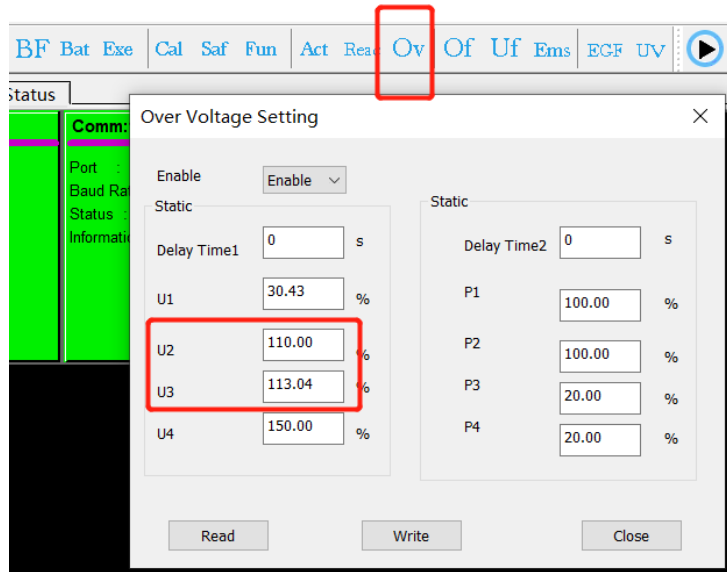 BF Bat Exe Cal Saf Fun Act Read Ov Of Uf Ems EGF UV
Status
Comm:
Port :
Baud Rat
Status :
Informatio
Over Voltage Setting
Enable Enable
Static
Delay Time1 0 s
U1 30.43 %
U2 110.00 %
U3 113.04 %
U4 150.00 %
Static
Delay Time2 0 s
P1 100.00 %
P2 100.00 %
P3 20.00 %
P4 20.00 %
Read Write Close